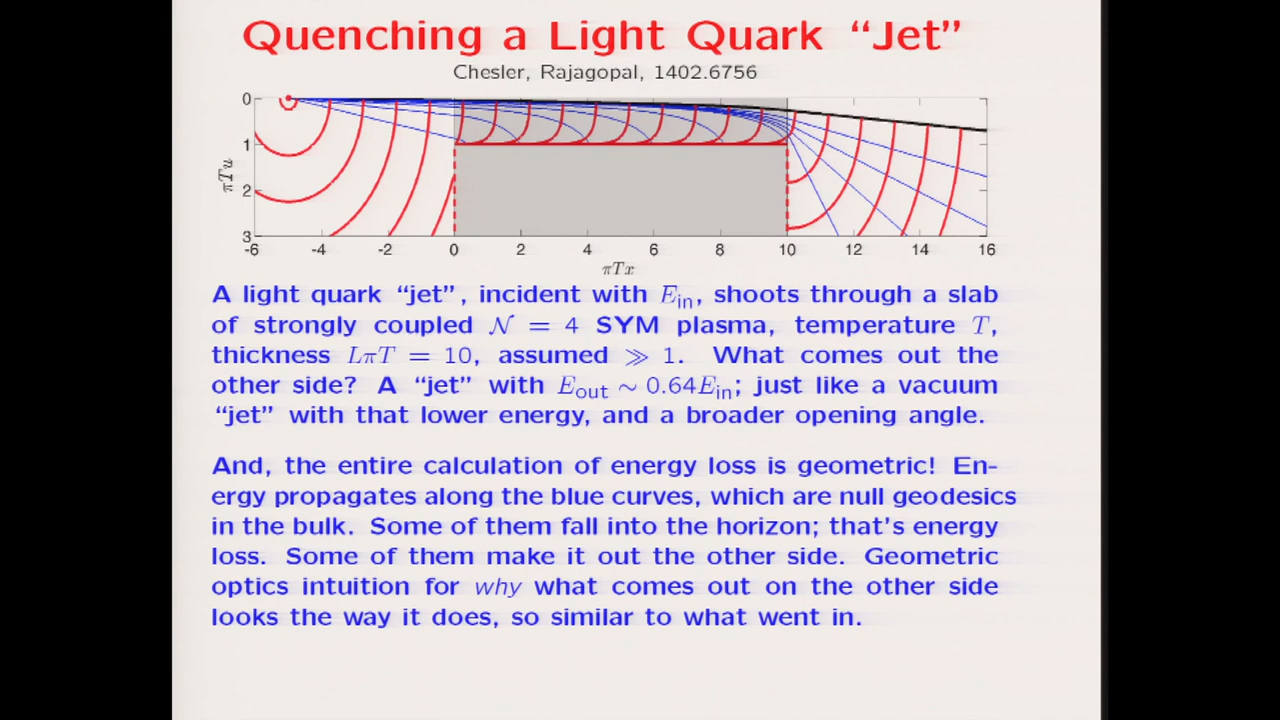 Quenching a Light Quark “Jet”
Chesler, Rajagopal, 1402.6756
0
1
2
3
πTu
-6 -4 -2 0 2 4 6 8 10 12 14 16
πTx
A light quark “jet”, incident with E_in, shoots through a slab
of strongly coupled 𝒩 = 4 SYM plasma, temperature T,
thickness LπT = 10, assumed ≫ 1. What comes out the
other side? A “jet” with E_out ∼ 0.64E_in; just like a vacuum
“jet” with that lower energy, and a broader opening angle.
And, the entire calculation of energy loss is geometric! En-
ergy propagates along the blue curves, which are null geodesics
in the bulk. Some of them fall into the horizon; that’s energy
loss. Some of them make it out the other side. Geometric
optics intuition for why what comes out on the other side
looks the way it does, so similar to what went in.